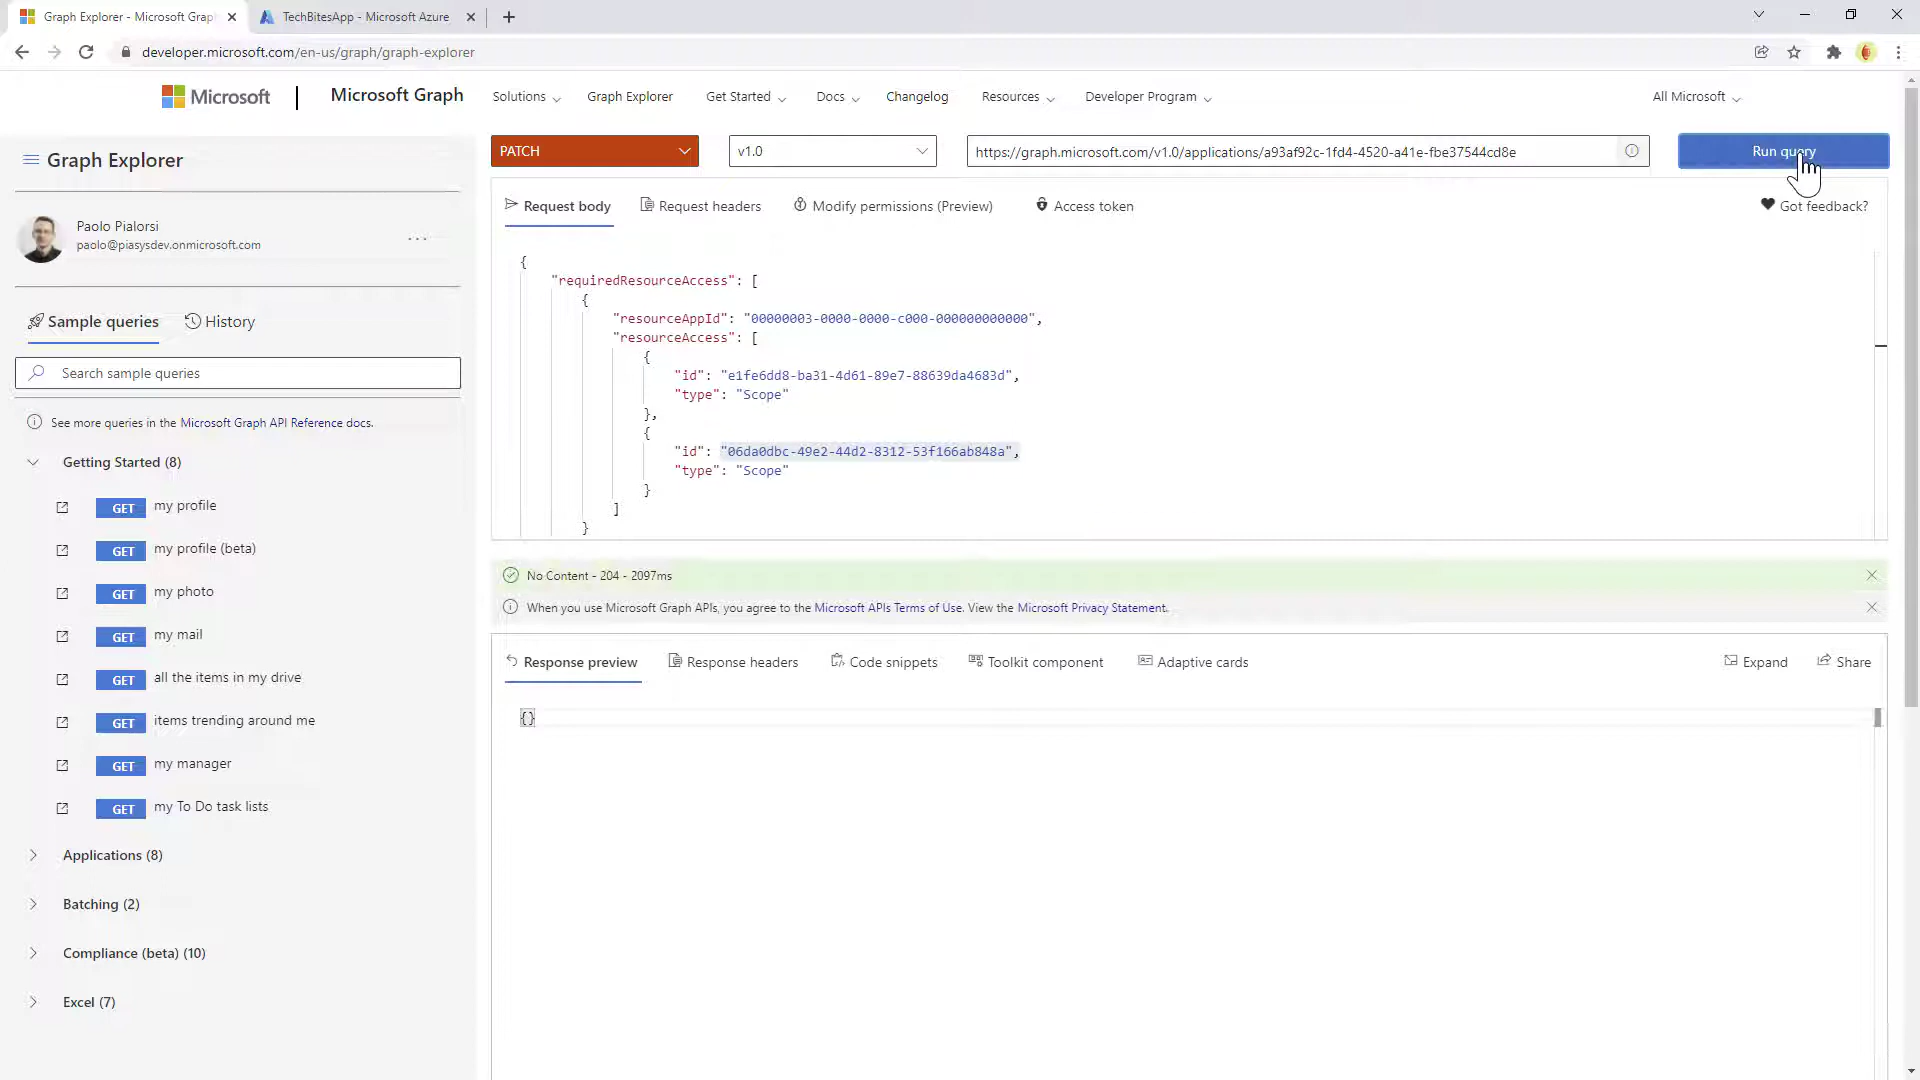 Graph Explorer - Microsoft Grap
TechBitesApp - Microsoft Azure
developer.microsoft.com/en-us/graph/graph-explorer
Microsoft
Microsoft Graph
Solutions
Graph Explorer
Get Started
Docs
Changelog
Resources
Developer Program
All Microsoft
Graph Explorer
Paolo Pialorsi
paolo@piasysdev.onmicrosoft.com
...
Sample queries
History
Search sample queries
See more queries in the Microsoft Graph API Reference docs.
Getting Started (8)
GET my profile
GET my profile (beta)
GET my photo
GET my mail
GET all the items in my drive
GET items trending around me
GET my manager
GET my To Do task lists
Applications (8)
Batching (2)
Compliance (beta) (10)
Excel (7)
PATCH
v1.0
https://graph.microsoft.com/v1.0/applications/a93af92c-1fd4-4520-a41e-fbe37544cd8e
Run query
Request body
Request headers
Modify permissions (Preview)
Access token
Got feedback?
{
"requiredResourceAccess": [
{
"resourceAppId": "00000003-0000-0000-c000-000000000000",
"resourceAccess": [
{
"id": "e1fe6dd8-ba31-4d61-89e7-88639da4683d",
"type": "Scope"
},
{
"id": "06da0dbc-49e2-44d2-8312-53f166ab848a",
"type": "Scope"
}
]
}
No Content - 204 - 2097ms
When you use Microsoft Graph APIs, you agree to the Microsoft APIs Terms of Use. View the Microsoft Privacy Statement.
Response preview
Response headers
Code snippets
Toolkit component
Adaptive cards
Expand
Share
{}